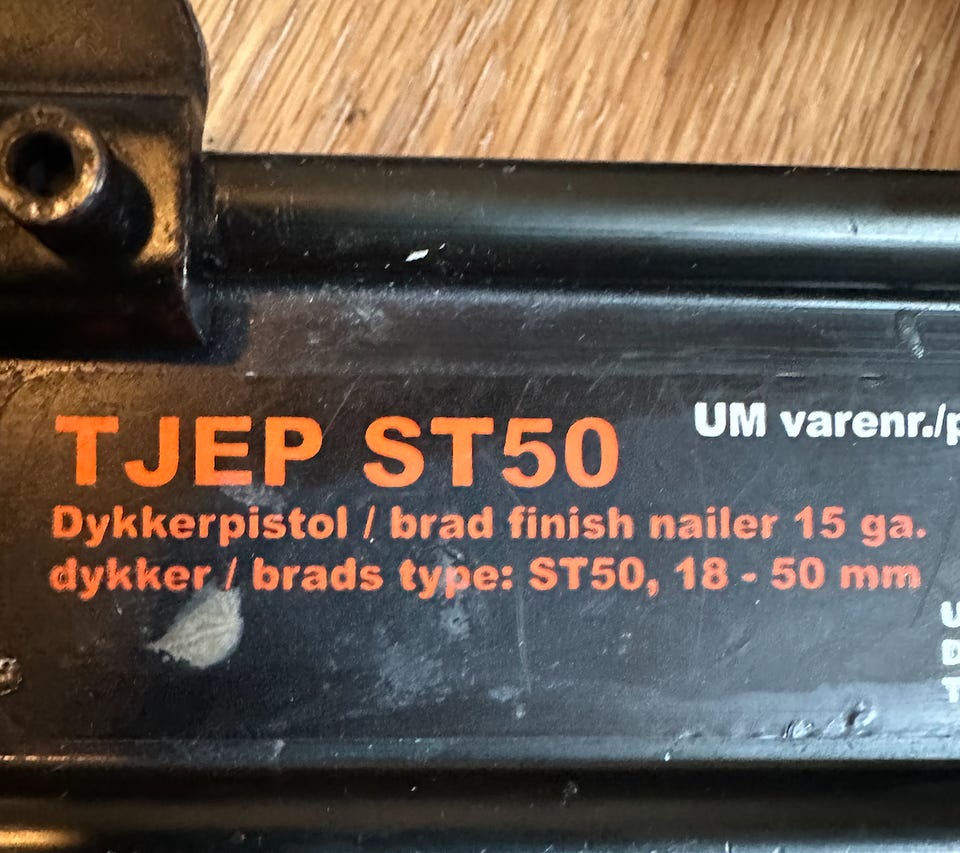 TJEP ST50
UM varenr./
Dykkerpistol / brad finish nailer 15 ga.
dykker / brads type: ST50, 18 - 50 mm